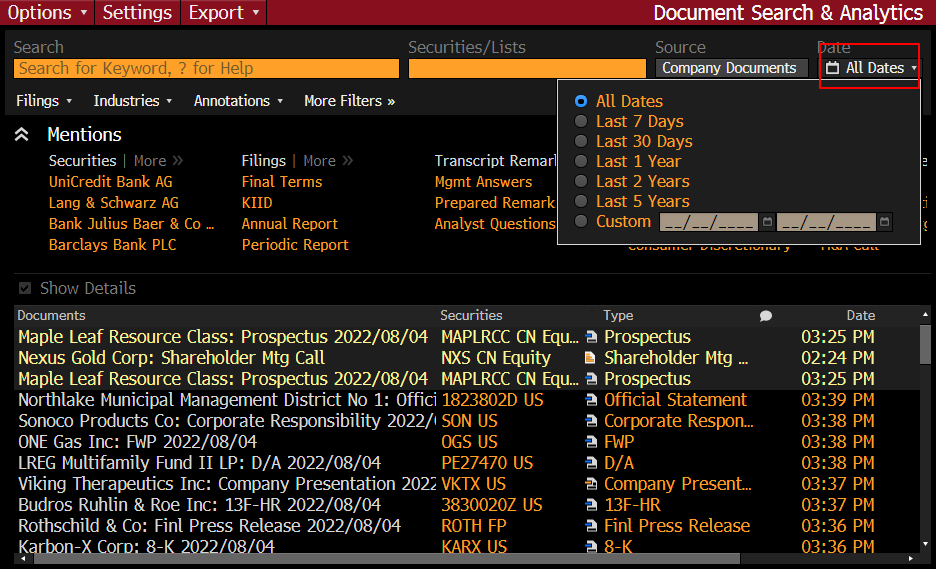 Options Settings Export Document Search & Analytics
Search Securities/Lists Source Date
Search for Keyword, ? for Help Company Documents All Dates
Filings Industries Annotations More Filters »
All Dates
Last 7 Days
Last 30 Days
Last 1 Year
Last 2 Years
Last 5 Years
Custom __/__/____ __/__/____
Mentions
Securities | More » Filings | More » Transcript Remar
UniCredit Bank AG Final Terms Mgmt Answers
Lang & Schwarz AG KIID Prepared Remark
Bank Julius Baer & Co ... Annual Report Analyst Questions
Barclays Bank PLC Periodic Report
Show Details
Documents Securities Type Date
Maple Leaf Resource Class: Prospectus 2022/08/04 MAPLRCC CN Equ... Prospectus 03:25 PM
Nexus Gold Corp: Shareholder Mtg Call NXS CN Equity Shareholder Mtg ... 02:24 PM
Maple Leaf Resource Class: Prospectus 2022/08/04 MAPLRCC CN Equ... Prospectus 03:25 PM
Northlake Municipal Management District No 1: Offici 1823802D US Official Statement 03:39 PM
Sonoco Products Co: Corporate Responsibility 2022/ SON US Corporate Respon... 03:38 PM
ONE Gas Inc: FWP 2022/08/04 OGS US FWP 03:38 PM
LREG Multifamily Fund II LP: D/A 2022/08/04 PE27470 US D/A 03:38 PM
Viking Therapeutics Inc: Company Presentation 2022 VKTX US Company Present... 03:37 PM
Budros Ruhlin & Roe Inc: 13F-HR 2022/08/04 3830020Z US 13F-HR 03:37 PM
Rothschild & Co: Finl Press Release 2022/08/04 ROTH FP Finl Press Release 03:36 PM
Karbon-X Corp: 8-K 2022/08/04 KARX US 8-K 03:36 PM